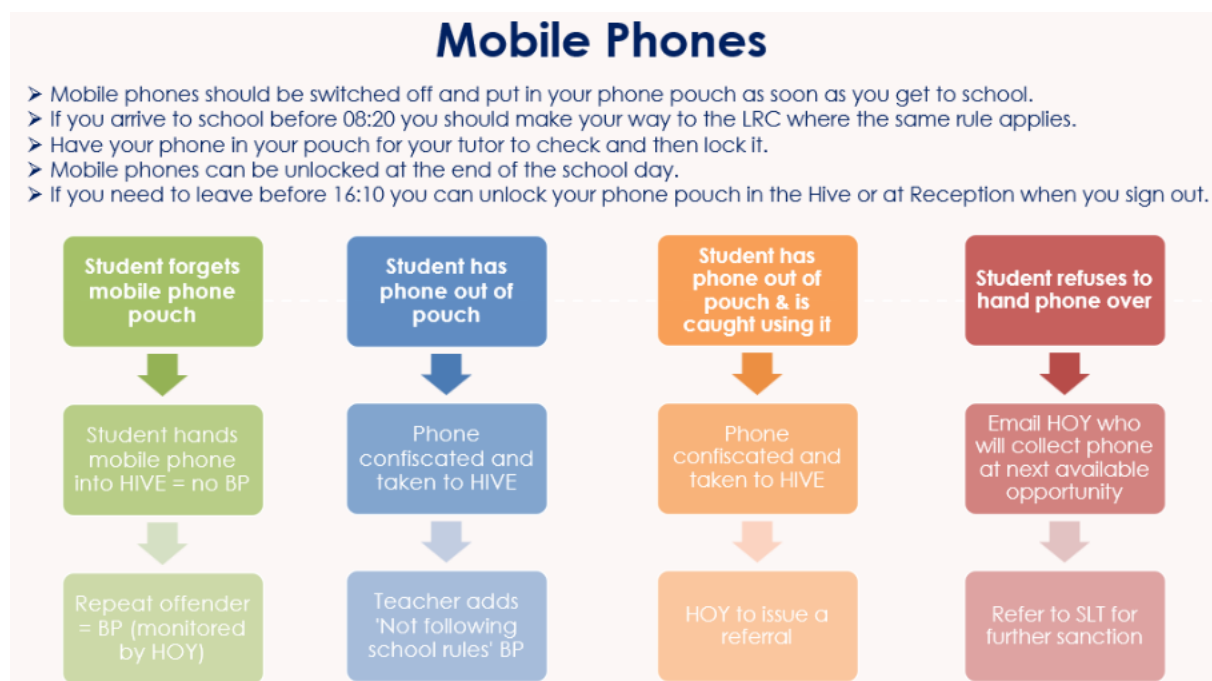 Mobile Phones
➢ Mobile phones should be switched off and put in your phone pouch as soon as you get to school.
➢ If you arrive to school before 08:20 you should make your way to the LRC where the same rule applies.
➢ Have your phone in your pouch for your tutor to check and then lock it.
➢ Mobile phones can be unlocked at the end of the school day.
➢ If you need to leave before 16:10 you can unlock your phone pouch in the Hive or at Reception when you sign out.
Student forgets
mobile phone
pouch
Student hands
mobile phone
into HIVE = no BP
Repeat offender
= BP (monitored
by HOY)
Student has
phone out of
pouch
Phone
confiscated and
taken to HIVE
Teacher adds
'Not following
school rules' BP
Student has
phone out of
pouch & is
caught using it
Phone
confiscated and
taken to HIVE
HOY to issue a
referral
Student refuses to
hand phone over
Email HOY who
will collect phone
at next available
opportunity
Refer to SLT for
further sanction